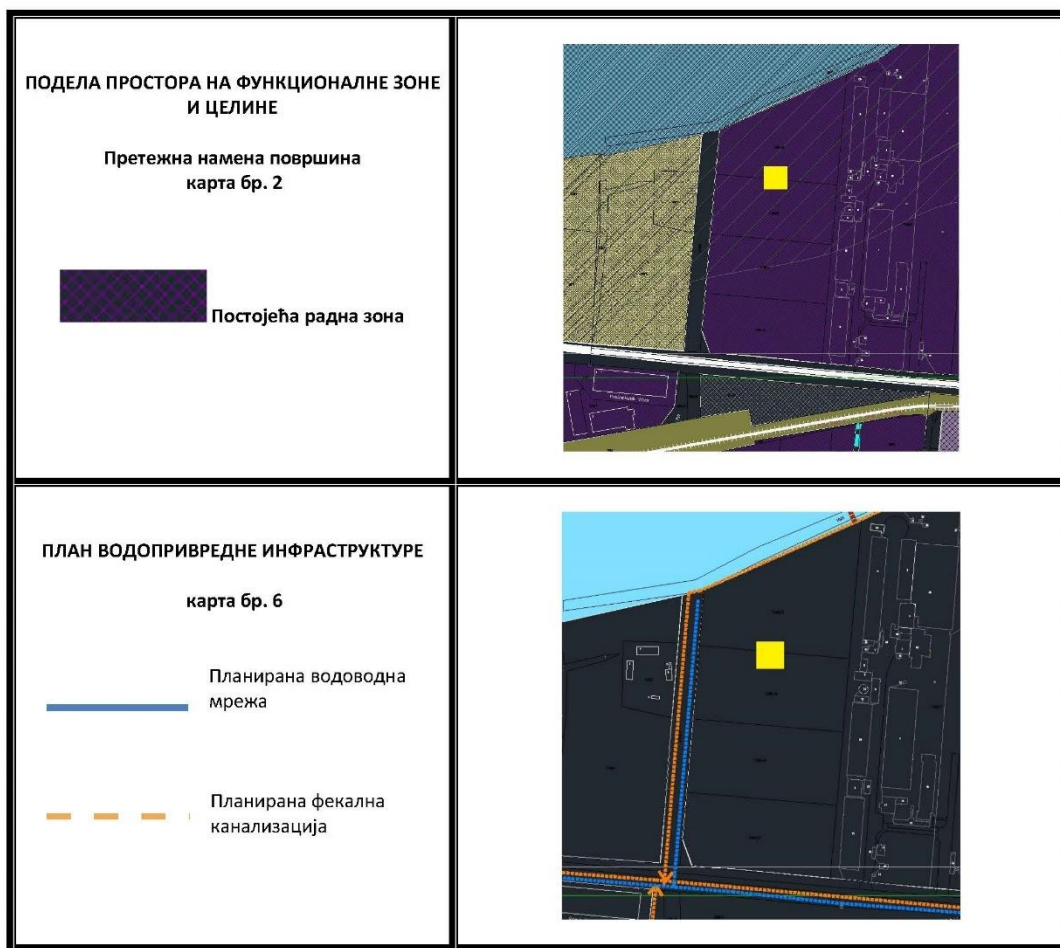 ПОДЕЛА ПРОСТОРА НА ФУНКЦИОНАЛНЕ ЗОНЕ
И ЦЕЛИНЕ
Претежна намена површина
карта бр. 2
Постојећа радна зона
ПЛАН ВОДОПРИВРЕДНЕ ИНФРАСТРУКТУРЕ
карта бр. 6
Планирана водоводна
мрежа
Планирана фекална
канализација